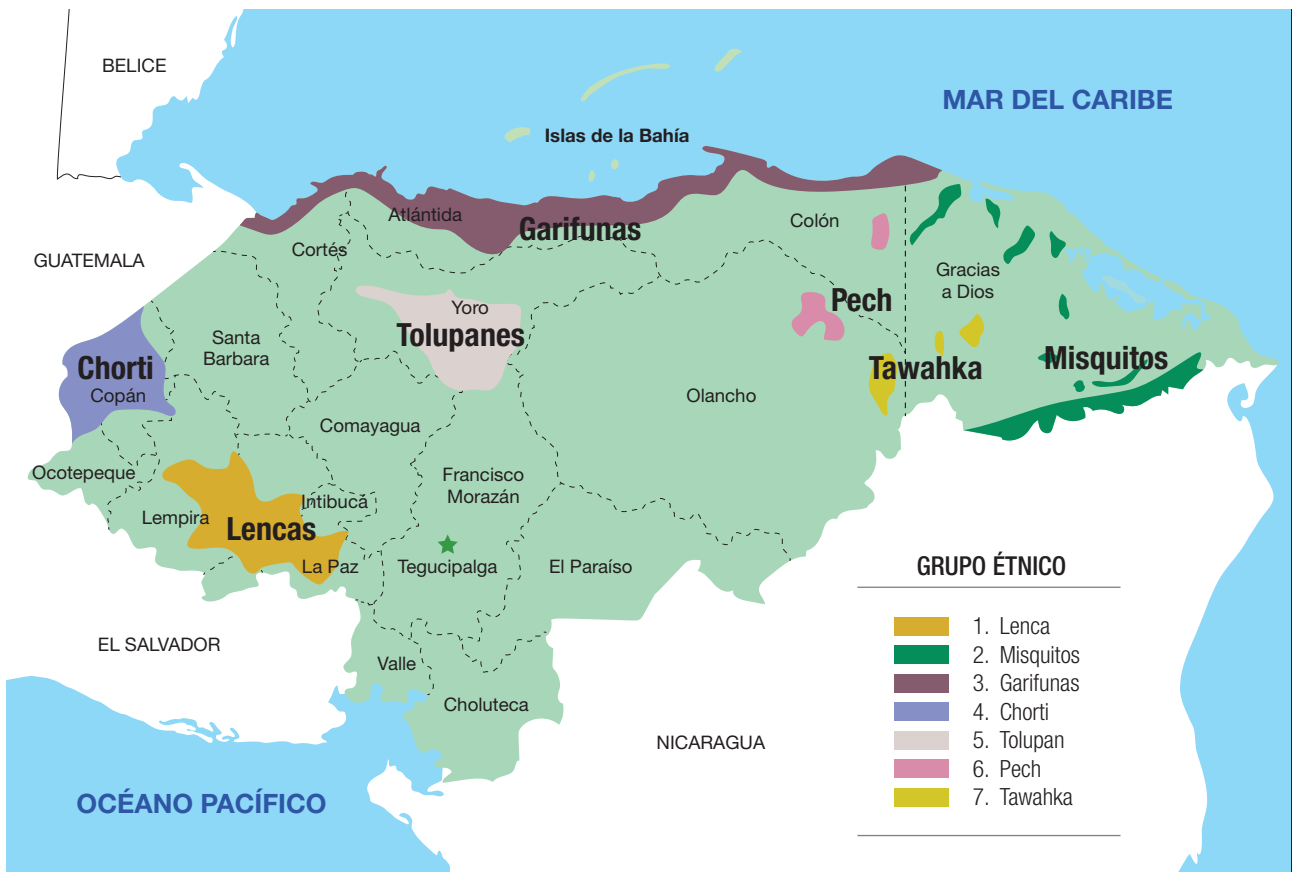 BELICE
MAR DEL CARIBE
Islas de la Bahía
Atlántida
Garifunas
Colón
Cortés
GUATEMALA
Gracias
a Dios
Pech
Yoro
Tolupanes
Santa
Barbara
Chorti
Copán
Misquitos
Tawahka
Olancho
Comayagua
Ocotepeque
Francisco
Morazán
Intibucá
Lempira
Lencas
La Paz
Tegucipalga
El Paraíso
EL SALVADOR
Valle
Choluteca
NICARAGUA
OCÉANO PACÍFICO
GRUPO ÉTNICO
1. Lenca
2. Misquitos
3. Garifunas
4. Chorti
5. Tolupan
6. Pech
7. Tawahka